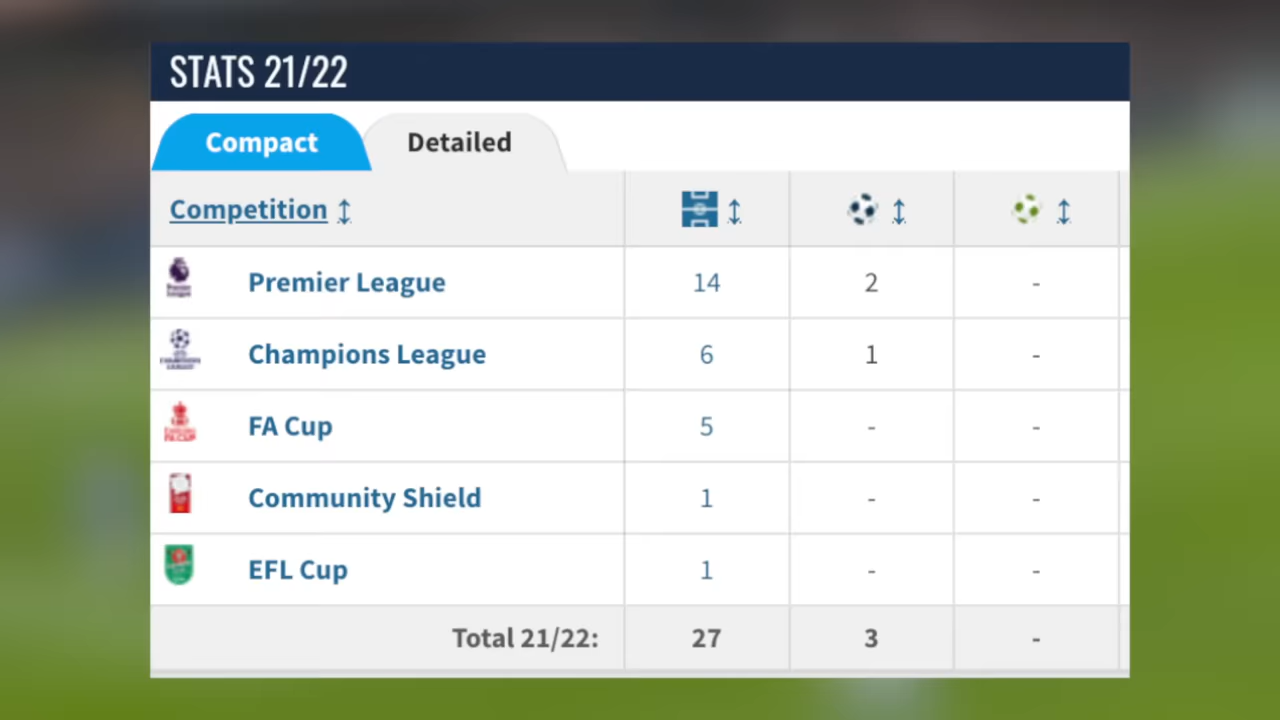 STATS 21/22
Compact Detailed
Competition
Premier League 14 2 -
Champions League 6 1 -
FA Cup 5 - -
Community Shield 1 - -
EFL Cup 1 - -
Total 21/22: 27 3 -